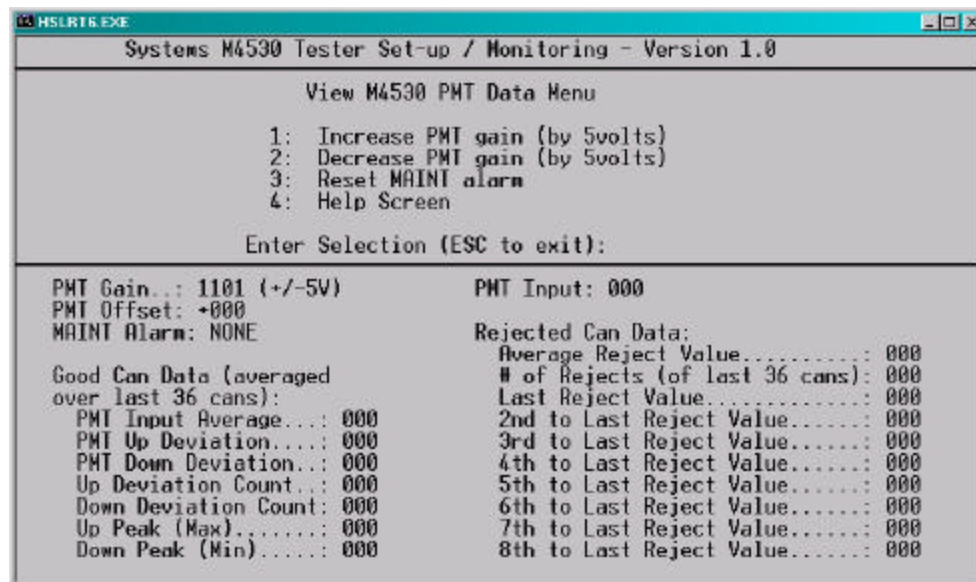 HSLRT6.EXE
Systems M4530 Tester Set-up / Monitoring - Version 1.0
View M4530 PMT Data Menu
1: Increase PMT gain (by 5volts)
2: Decrease PMT gain (by 5volts)
3: Reset MAINT alarm
4: Help Screen
Enter Selection (ESC to exit):
PMT Gain..: 1101 (+/-5V)
PMT Offset: +000
MAINT Alarm: NONE
Good Can Data (averaged
over last 36 cans):
PMT Input Average...: 000
PMT Up Deviation....: 000
PMT Down Deviation..: 000
Up Deviation Count..: 000
Down Deviation Count: 000
Up Peak (Max).......: 000
Down Peak (Min).....: 000
PMT Input: 000
Rejected Can Data:
Average Reject Value..........: 000
# of Rejects (of last 36 cans): 000
Last Reject Value.............: 000
2nd to Last Reject Value......: 000
3rd to Last Reject Value......: 000
4th to Last Reject Value......: 000
5th to Last Reject Value......: 000
6th to Last Reject Value......: 000
7th to Last Reject Value......: 000
8th to Last Reject Value......: 000